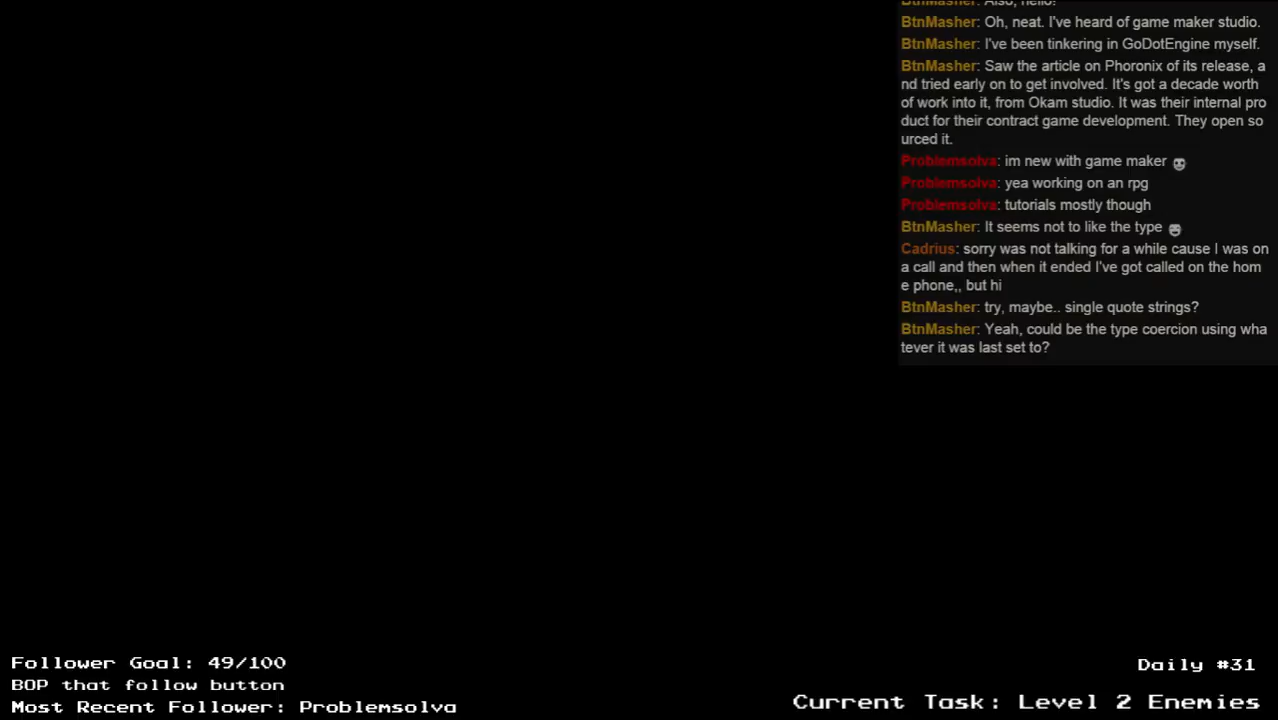 BtnMasher: Also, hello!
BtnMasher: Oh, neat. I've heard of game maker studio.
BtnMasher: I've been tinkering in GoDotEngine myself.
BtnMasher: Saw the article on Phoronix of its release, a
nd tried early on to get involved. It's got a decade worth
of work into it, from Okam studio. It was their internal pro
duct for their contract game development. They open so
urced it.
Problemsolva: im new with game maker
Problemsolva: yea working on an rpg
Problemsolva: tutorials mostly though
BtnMasher: It seems not to like the type
Cadrius: sorry was not talking for a while cause I was on
a call and then when it ended I've got called on the hom
e phone,, but hi
BtnMasher: try, maybe.. single quote strings?
BtnMasher: Yeah, could be the type coercion using wha
tever it was last set to?
Follower Goal: 49/100
BOP that follow button
Most Recent Follower: Problemsolva
Daily #31
Current Task: Level 2 Enemies